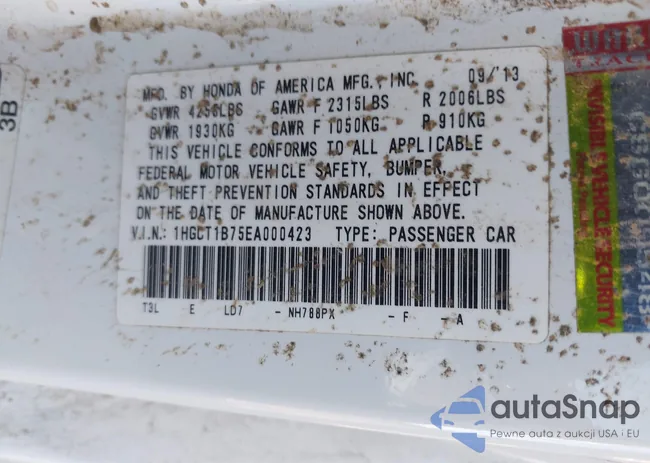 MFD. BY HONDA OF AMERICA MFG., INC. 09/'13
GVWR 4256LBS GAWR F 2315LBS R 2006LBS
GVWR 1930KG GAWR F 1050KG R 910KG
THIS VEHICLE CONFORMS TO ALL APPLICABLE
FEDERAL MOTOR VEHICLE SAFETY, BUMPER,
AND THEFT PREVENTION STANDARDS IN EFFECT
ON THE DATE OF MANUFACTURE SHOWN ABOVE.
V.I.N.: 1HGCT1B75EA000423 TYPE: PASSENGER CAR
T3L E LD7 - NH788PX - F - A
3B
VEHICLE SECURITY
autaSnap
Pewne auta z aukcji USA i EU